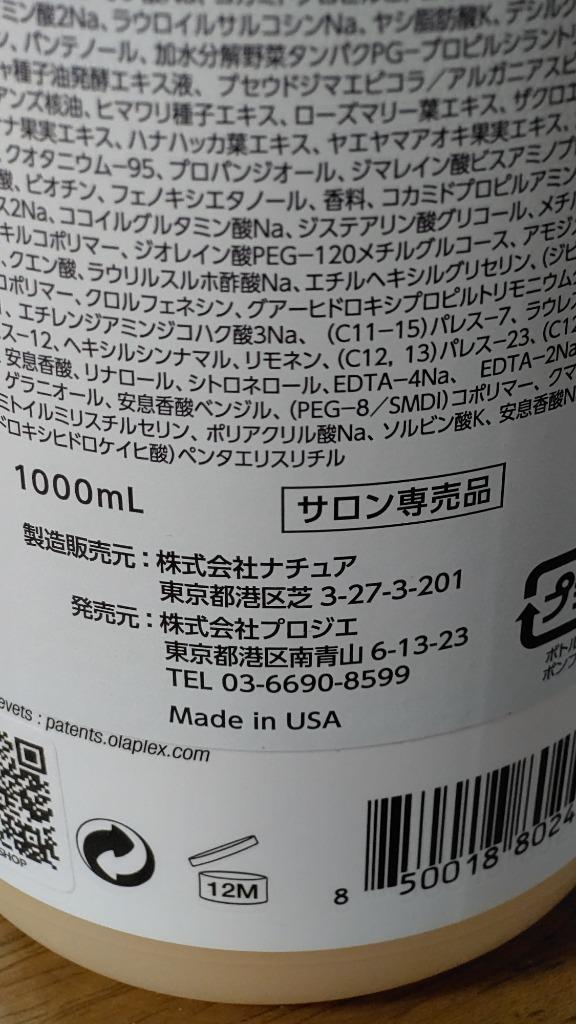 ミン酸2Na、ラウロイルサルコシンNa、ヤシ脂肪酸K、デシルグ
ン、パンテノール、加水分解野菜タンパクPG-プロピルシラントリ
ャ種子油発酵エキス液、プセウドジマエピコラ/アルガニアスピ
アンズ核油、ヒマワリ種子エキス、ローズマリー葉エキス、ザクロエ
ナ果実エキス、ハナハッカ葉エキス、ヤエヤマアオキ果実エキス、
クオタニウム-95、プロパンジオール、ジマレイン酸ビスアミノプ
酸、ビオチン、フェノキシエタノール、香料、コカミドプロピルアミン
ス2Na、ココイルグルタミン酸Na、ジステアリン酸グリコール、メチル
キルコポリマー、ジオレイン酸PEG-120メチルグルコース、アモジ
、クエン酸、ラウリルスルホ酢酸Na、エチルヘキシルグリセリン、(ジビ
コポリマー、クロルフェネシン、グアーヒドロキシプロピルトリモニウムク
、エチレンジアミンジコハク酸3Na、(C11-15)パレス-7、ラウレス
ス-12、ヘキシルシンナマル、リモネン、(C12, 13)パレス-23、(C12
、安息香酸、リナロール、シトロネロール、EDTA-4Na、EDTA-2Na
、ゲラニオール、安息香酸ベンジル、(PEG-8/SMDI)コポリマー、クマ
ミトイルミリスチルセリン、ポリアクリル酸Na、ソルビン酸K、安息香酸N
ドロキシヒドロケイヒ酸)ペンタエリスリチル
1000mL
サロン専売品
製造販売元：株式会社ナチュア
東京都港区芝 3-27-3-201
発売元：株式会社プロジエ
東京都港区南青山 6-13-23
TEL 03-6690-8599
Made in USA
プラ
ボトル
ポンプ
evets : patents.olaplex.com
SHOP
12M
8 50018 8024